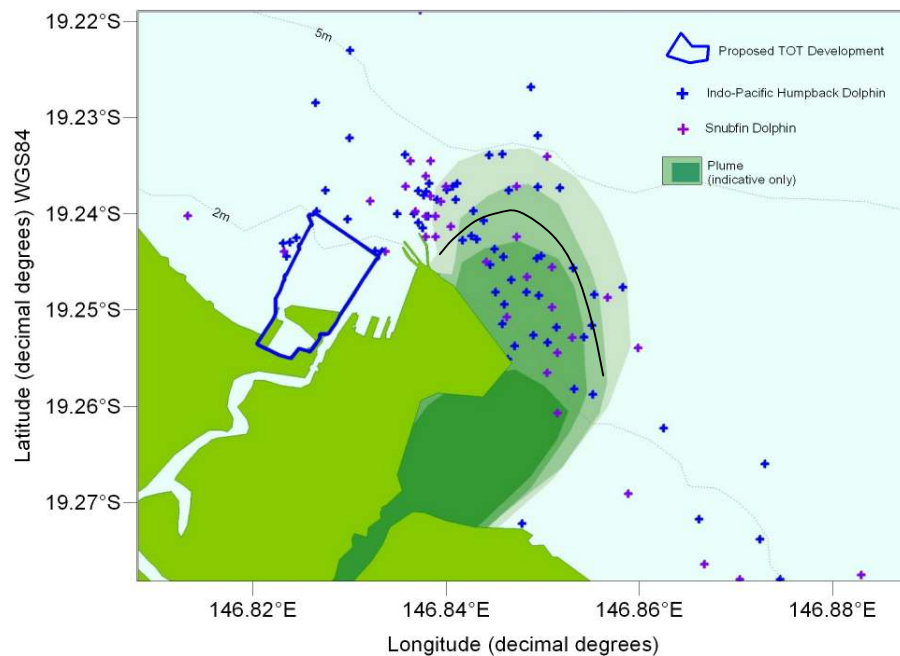 19.22°S
19.23°S
19.24°S
19.25°S
19.26°S
19.27°S
Latitude (decimal degrees) WGS84
5m
2m
Proposed TOT Development
Indo-Pacific Humpback Dolphin
Snubfin Dolphin
Plume
(indicative only)
146.82°E
146.84°E
146.86°E
146.88°E
Longitude (decimal degrees)